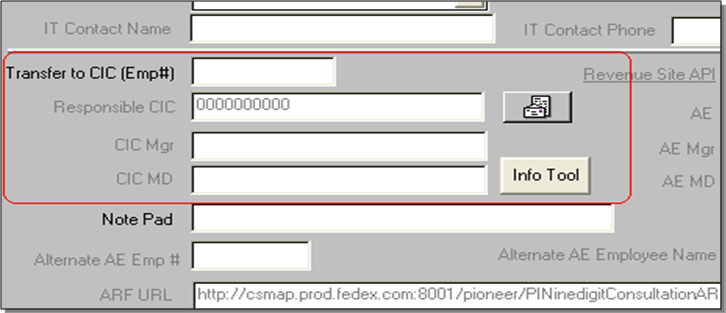 IT Contact Name IT Contact Phone
Transfer to CIC (Emp#) Revenue Site API
Responsible CIC 0000000000 AE
CIC Mgr AE Mgr
CIC MD Info Tool AE MD
Note Pad
Alternate AE Emp # Alternate AE Employee Name
ARF URL http://csmap.prod.fedex.com:8001/pioneer/PINinedigitConsultationAR